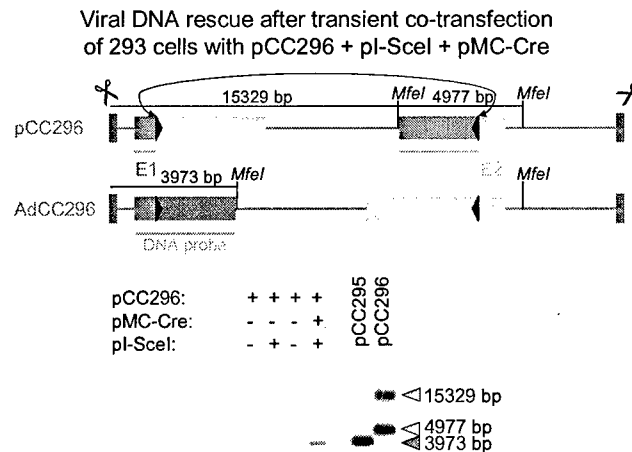 Viral DNA rescue after transient co-transfection
of 293 cells with pCC296 + pI-SceI + pMC-Cre
15329 bp MfeI 4977 bp MfeI
pCC296
E1 E2
3973 bp MfeI MfeI
AdCC296
DNA probe
pCC296: + + + + pCC295 pCC296
pMC-Cre: - - - +
pI-SceI: - + - +
15329 bp
4977 bp
3973 bp